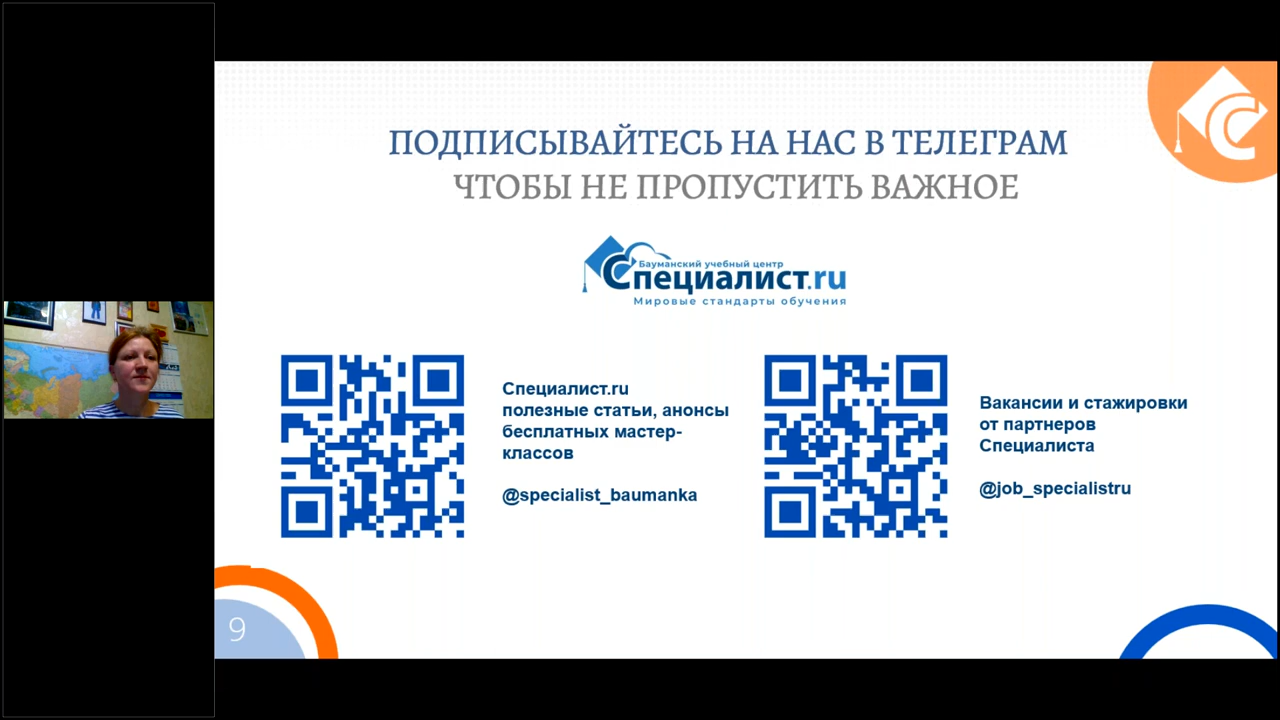 ПОДПИСЫВАЙТЕСЬ НА НАС В ТЕЛЕГРАМ
ЧТОБЫ НЕ ПРОПУСТИТЬ ВАЖНОЕ
Бауманский учебный центр
Специалист.ru
Мировые стандарты обучения
Специалист.ru
полезные статьи, анонсы
бесплатных мастер-
классов
@specialist_baumanka
Вакансии и стажировки
от партнеров
Специалиста
@job_specialistru
9